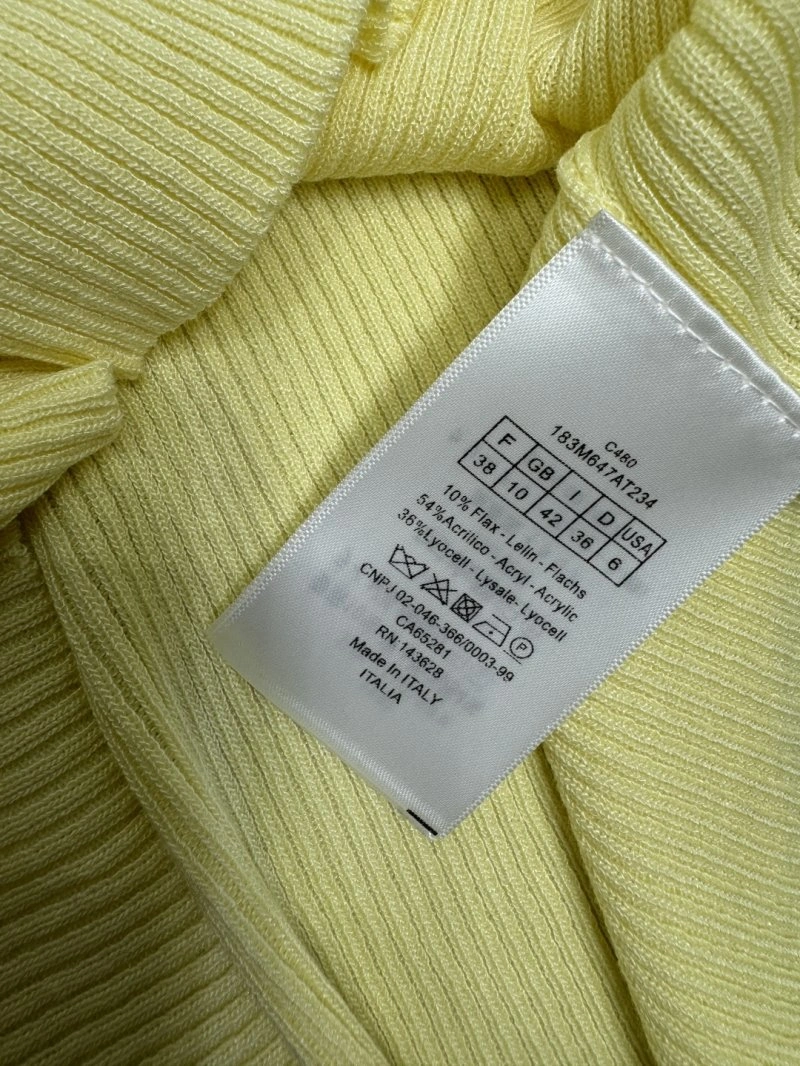 C480
183M647AT234
F GB I D USA
38 10 42 36 6
10% Flax - Lelin - Flachs
54%Acrilico - Acryl - Acrylic
36%Lyocell - Lysale- Lyocell
P
CNPJ 02-046-366/0003-99
CA65281
RN 143628
Made In ITALY
ITALIA